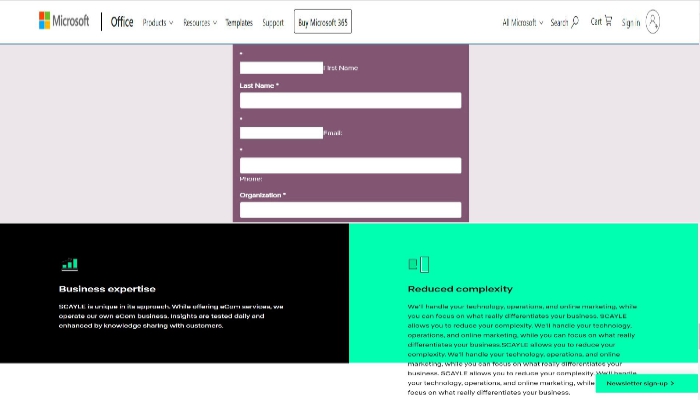 Microsoft Office Products Resources Templates Support Buy Microsoft 365 All Microsoft Search Cart Sign in
*
First Name
Last Name *
*
Email:
*
Phone:
Organization *
Business expertise
SCAYLE is unique in its approach. While offering eCom services, we
operate our own eCom business. Insights are tested daily and
enhanced by knowledge sharing with customers.
Reduced complexity
We'll handle your technology, operations, and online marketing, while
you can focus on what really differentiates your business. SCAYLE
allows you to reduce your complexity. We'll handle your technology,
operations, and online marketing, while you can focus on what really
differentiates your business.SCAYLE allows you to reduce your
complexity. We'll handle your technology, operations, and online
marketing, while you can focus on what really differentiates your
business. SCAYLE allows you to reduce your complexity. We'll handle
your technology, operations, and online marketing, while
focus on what really differentiates your business.
Newsletter sign-up >